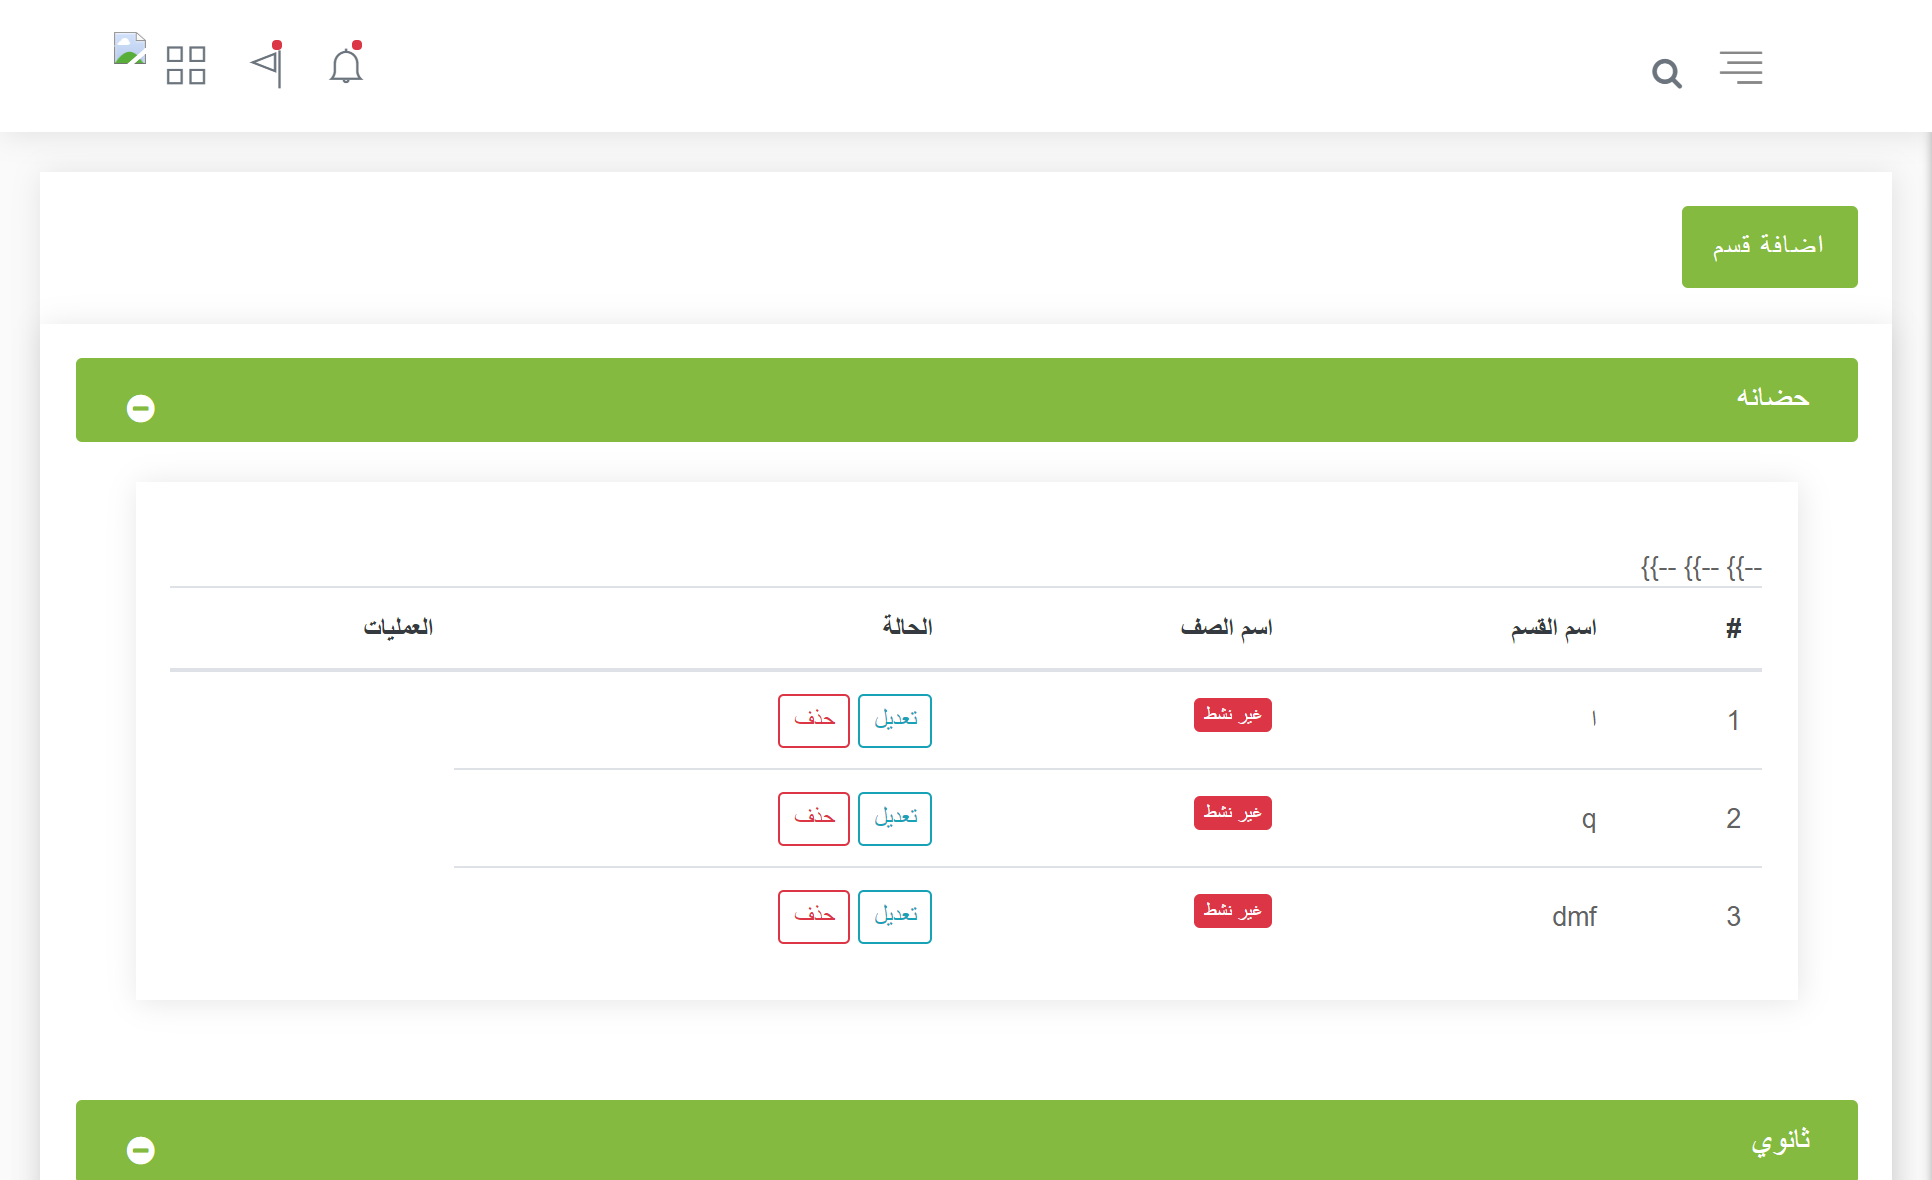 اضافة قسم
حضانه
{{-- {{-- {{--
# اسم القسم اسم الصف الحالة العمليات
1 ا غير نشط تعديل حذف
2 q غير نشط تعديل حذف
3 dmf غير نشط تعديل حذف
ثانوي